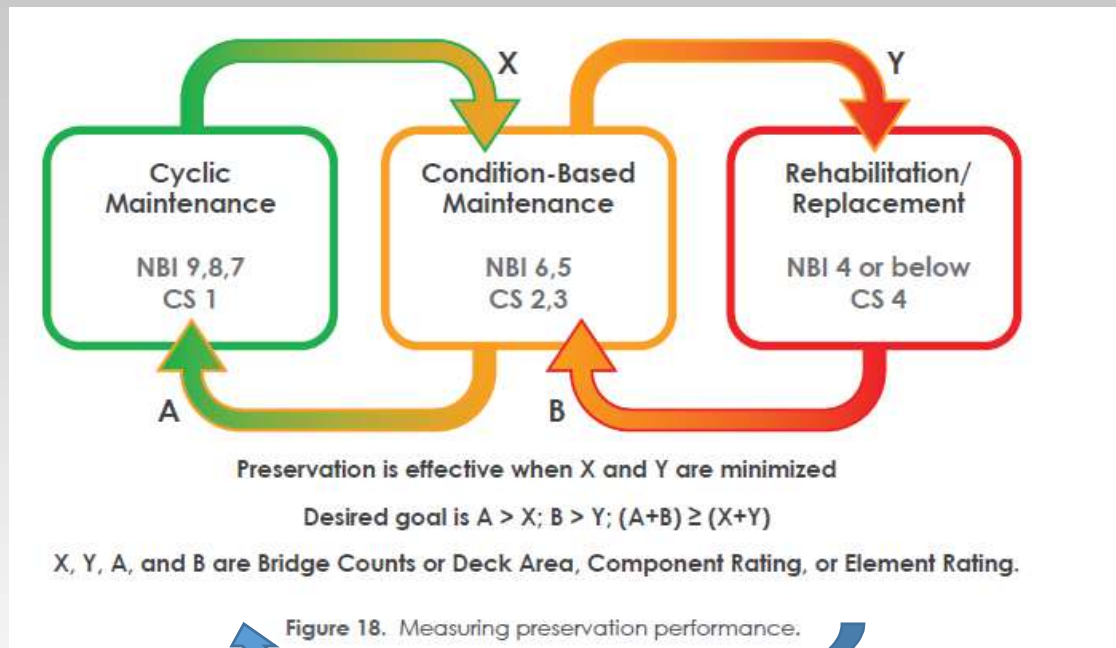 X
Y
Cyclic
Maintenance
NBI 9,8,7
CS 1
Condition-Based
Maintenance
NBI 6,5
CS 2,3
Rehabilitation/
Replacement
NBI 4 or below
CS 4
A
B
Preservation is effective when X and Y are minimized
Desired goal is A > X; B > Y; (A+B) ≥ (X+Y)
X, Y, A, and B are Bridge Counts or Deck Area, Component Rating, or Element Rating.
Figure 18. Measuring preservation performance.